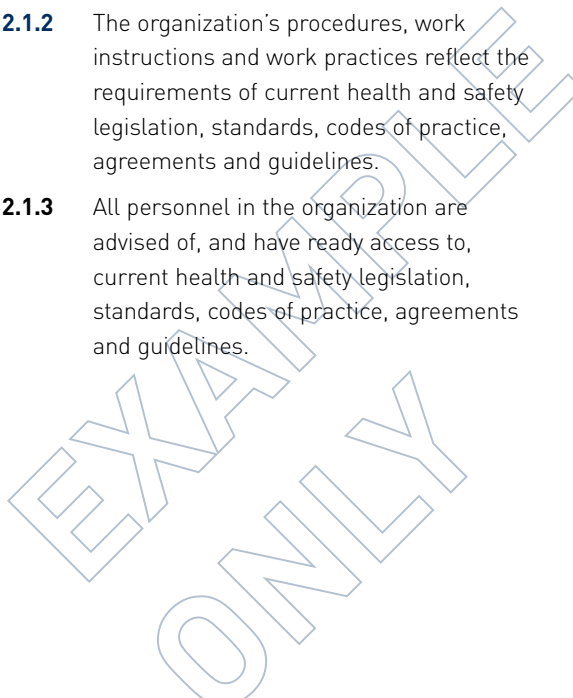 2.1.2 The organization's procedures, work
instructions and work practices reflect the
requirements of current health and safety
legislation, standards, codes of practice,
agreements and guidelines.
2.1.3 All personnel in the organization are
advised of, and have ready access to,
current health and safety legislation,
standards, codes of practice, agreements
and guidelines.
EXAMPLE
ONLY